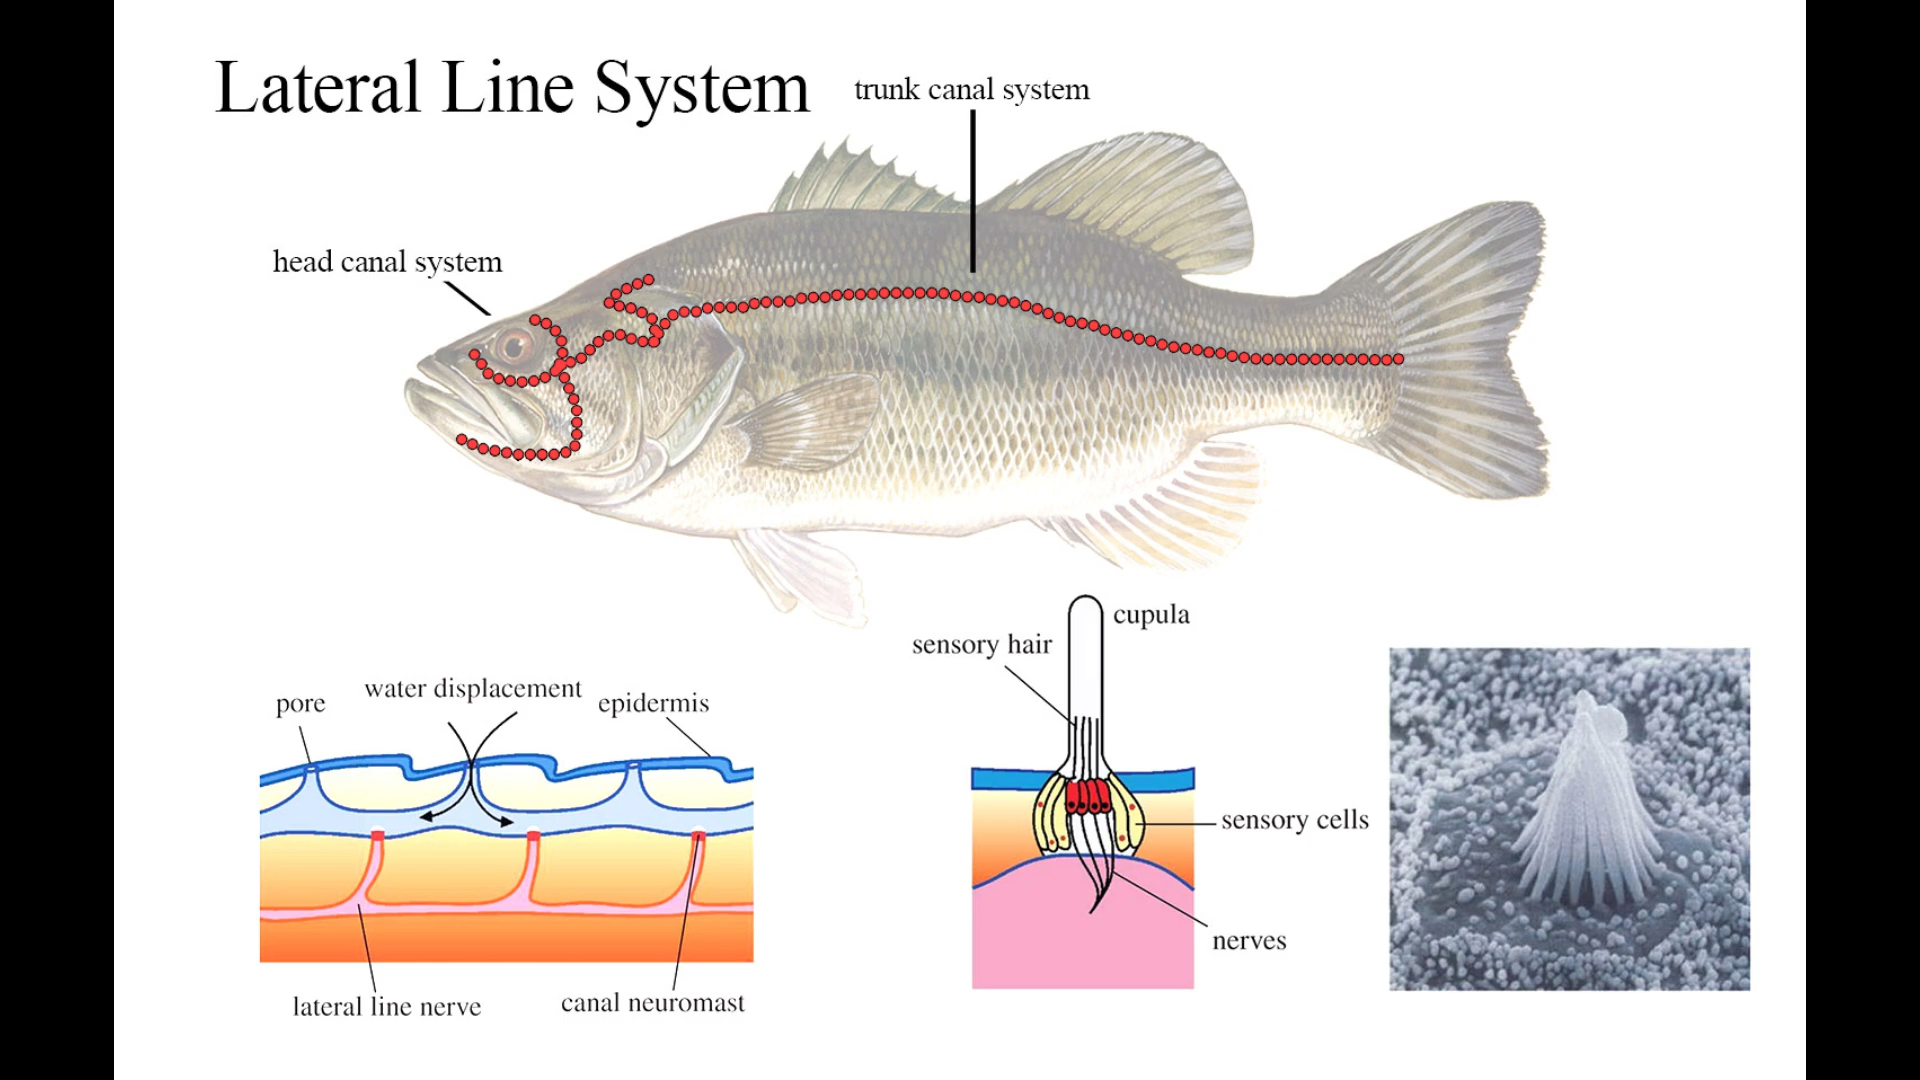 Lateral Line System
trunk canal system
head canal system
cupula
sensory hair
water displacement
pore
epidermis
sensory cells
nerves
lateral line nerve
canal neuromast